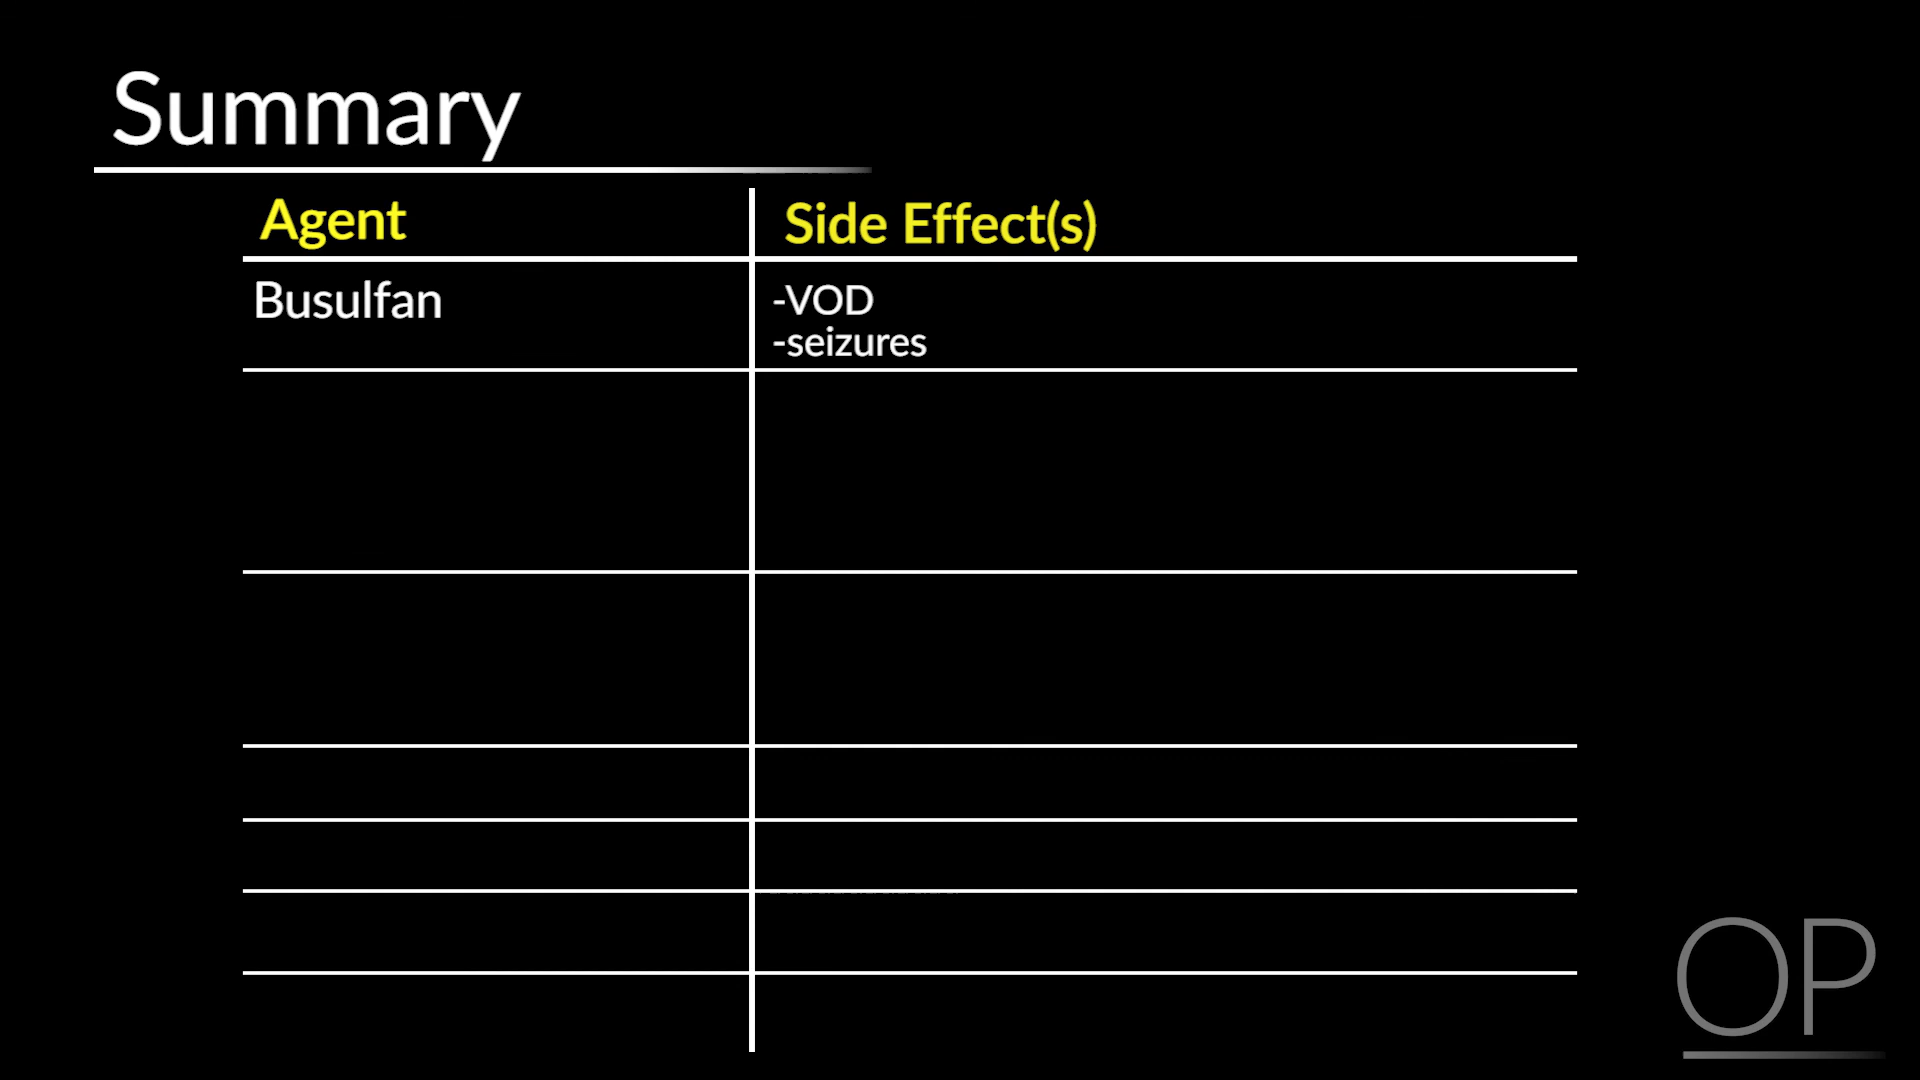 Summary
Agent
Side Effect(s)
Busulfan
-VOD
-seizures
OP